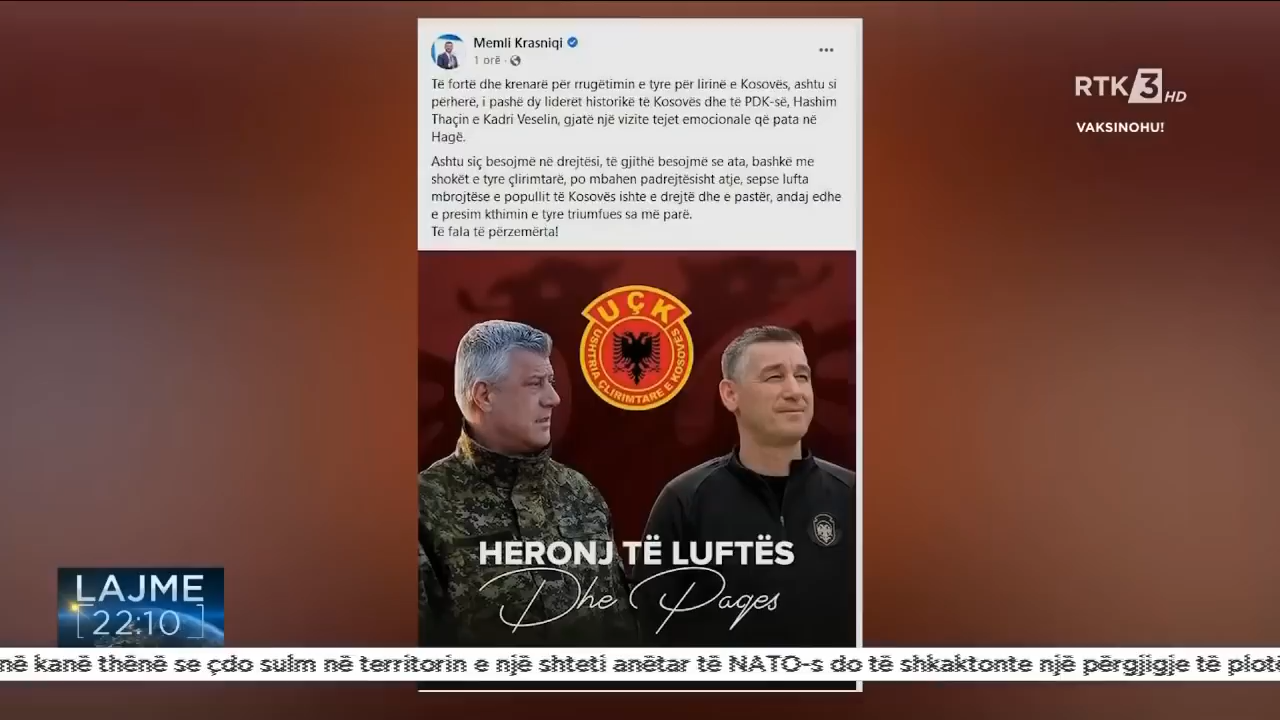 Memli Krasniqi
1 orë
Të fortë dhe krenarë për rrugëtimin e tyre për lirinë e Kosovës, ashtu si
përherë, i pashë dy liderët historikë të Kosovës dhe të PDK-së, Hashim
Thaçin e Kadri Veselin, gjatë një vizite tejet emocionale që pata në
Hagë.
Ashtu siç besojmë në drejtësi, të gjithë besojmë se ata, bashkë me
shokët e tyre çlirimtarë, po mbahen padrejtësisht atje, sepse lufta
mbrojtëse e popullit të Kosovës ishte e drejtë dhe e pastër, andaj edhe
e presim kthimin e tyre triumfues sa më parë.
Të fala të përzemërta!
RTK 3 HD
VAKSINOHU!
UÇK
USHTRIA ÇLIRIMTARE E KOSOVËS
HERONJ TË LUFTËS
Dhe Paqes
LAJME
22:10
në kanë thënë se çdo sulm në territorin e një shteti anëtar të NATO-s do të shkaktonte një përgjigje të plot